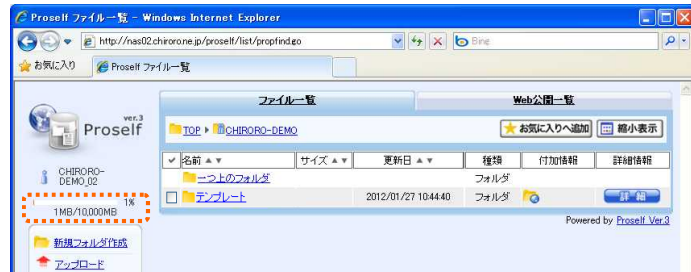 Proself ファイル一覧 - Windows Internet Explorer
http://nas02.chirorone.jp/proself/list/propfind.go
Bing
お気に入り
Proself ファイル一覧
ver.3
Proself
CHIRORO-DEMO_02
1%
1MB/10,000MB
新規フォルダ作成
アップロード
ファイル一覧
Web公開一覧
TOP
CHIRORO-DEMO
お気に入りへ追加
縮小表示
名前 ▲▼ サイズ ▲▼ 更新日 ▲▼ 種類 付加情報 詳細情報
一つ上のフォルダ フォルダ
テンプレート 2012/01/27 10:44:40 フォルダ 詳 細
Powered by Proself Ver.3